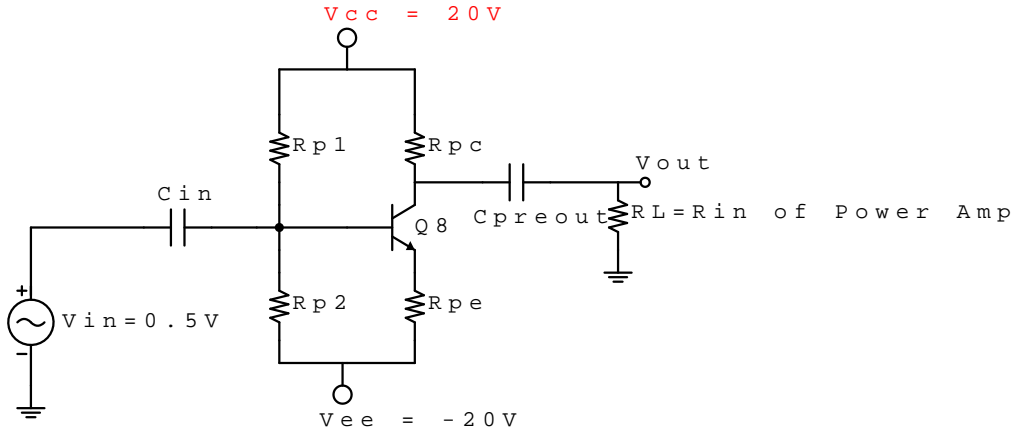 Vcc = 20V
Rp1
Rpc
Vout
Cin
Cpreout
RL=Rin of Power Amp
Q8
+
Rp2
Rpe
Vin=0.5V
−
Vee = -20V